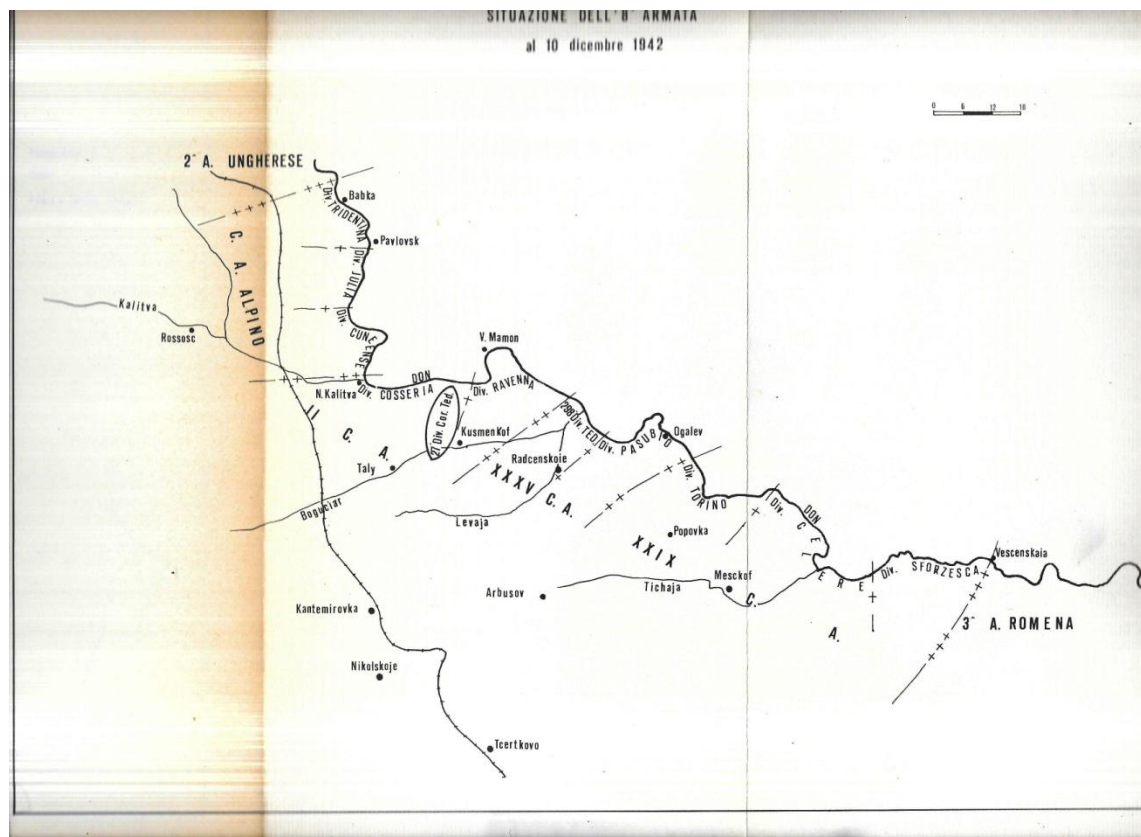 SITUAZIONE DELL'8ª ARMATA
al 10 dicembre 1942
0 6 12 18
2ª A. UNGHERESE
Div. TRIDENTINA
Babka
Pavlovsk
Div. JULIA
C. A. ALPINO
Kalitva
Rossosc
Div. CUNEENSE
V. Mamon
N. Kalitva
Div. COSSERIA
DON
Div. RAVENNA
27 Div. Cor. Ted.
298ª Div. TED.
Div. PASUBIO
II C. A.
Kusmenkof
Ogalev
Taly
Radcenskoie
XXXV C. A.
Div. TORINO
Boguciar
Levaja
Popovka
Div. CELERE
DON
XXIX C. A.
Vescenskaia
Div. SFORZESCA
Mesckof
Tichaja
Arbusov
Kantemirovka
3ª A. ROMENA
Nikolskoje
Tcertkovo